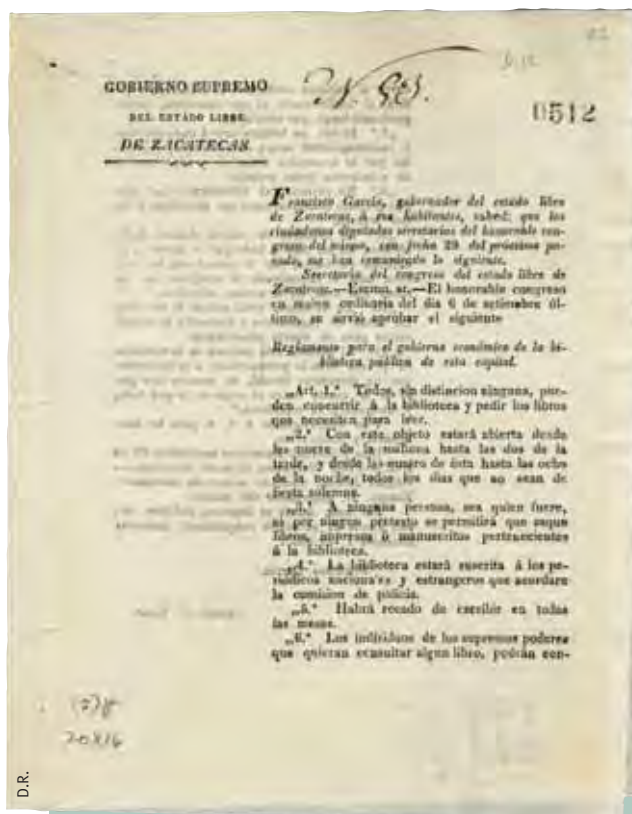 GOBIERNO SUPREMO
DEL ESTADO LIBRE
DE ZACATECAS
0512
Francisco García, gobernador del estado libre
de Zacatecas, á sus habitantes, sabed: que los
ciudadanos diputados secretarios del honorable con-
greso del mismo, con fecha 29 del próximo pa-
sado, me han comunicado lo siguiente.
Secretaría del congreso del estado libre de
Zacatecas.—Escmo. sr.—El honorable congreso
en sesion ordinaria del dia 6 de setiembre úl-
timo, se sirvió aprobar el siguiente
Reglamento para el gobierno económico de la bi-
blioteca pública de esta capital.
„Art. 1.° Todos, sin distincion ninguna, pue-
den concurrir á la biblioteca y pedir los libros
que necesiten para leer.
„2.° Con este objeto estará abierta desde
las nueve de la mañana hasta las dos de la
tarde, y desde las cuatro de ésta hasta las ocho
de la noche, todos los dias que no sean de
fiesta solemne.
„3.° A ninguna persona, sea quien fuere,
ni por ningun pretesto se permitirá que saque
libros, impresos ó manuscritos pertenecientes
á la biblioteca.
„4.° La biblioteca estará suscrita á los pe-
riódicos nacionales y estrangeros que acordare
la comision de policía.
„5.° Habrá recado de escribir en todas
las mesas.
„6.° Los individuos de los supremos poderes
que quieran consultar algun libro, podrán con-
20X16
D.R.